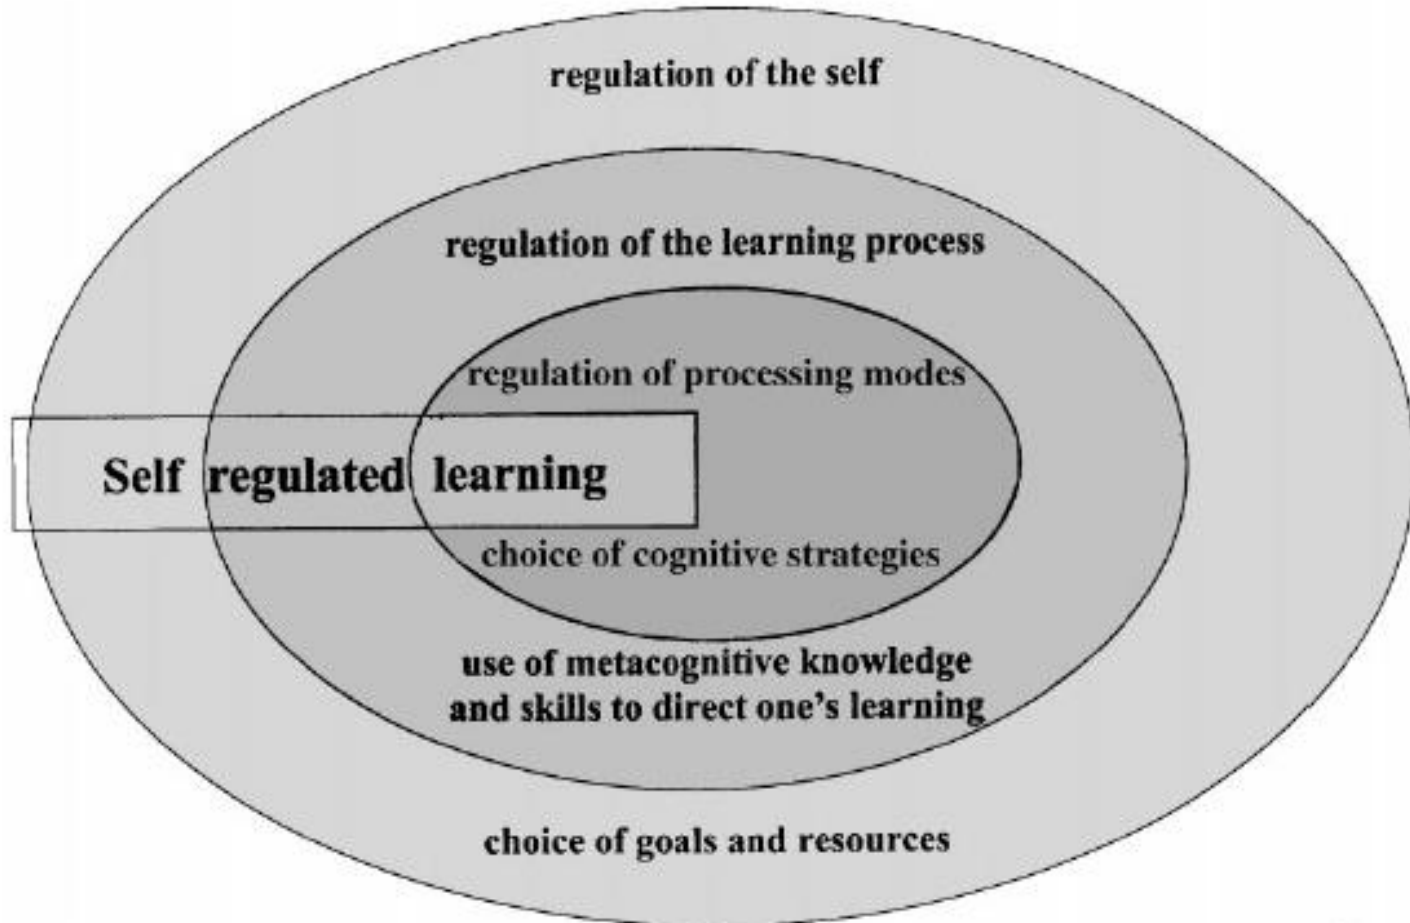 regulation of the self
regulation of the learning process
regulation of processing modes
Self regulated learning
choice of cognitive strategies
use of metacognitive knowledge
and skills to direct one's learning
choice of goals and resources